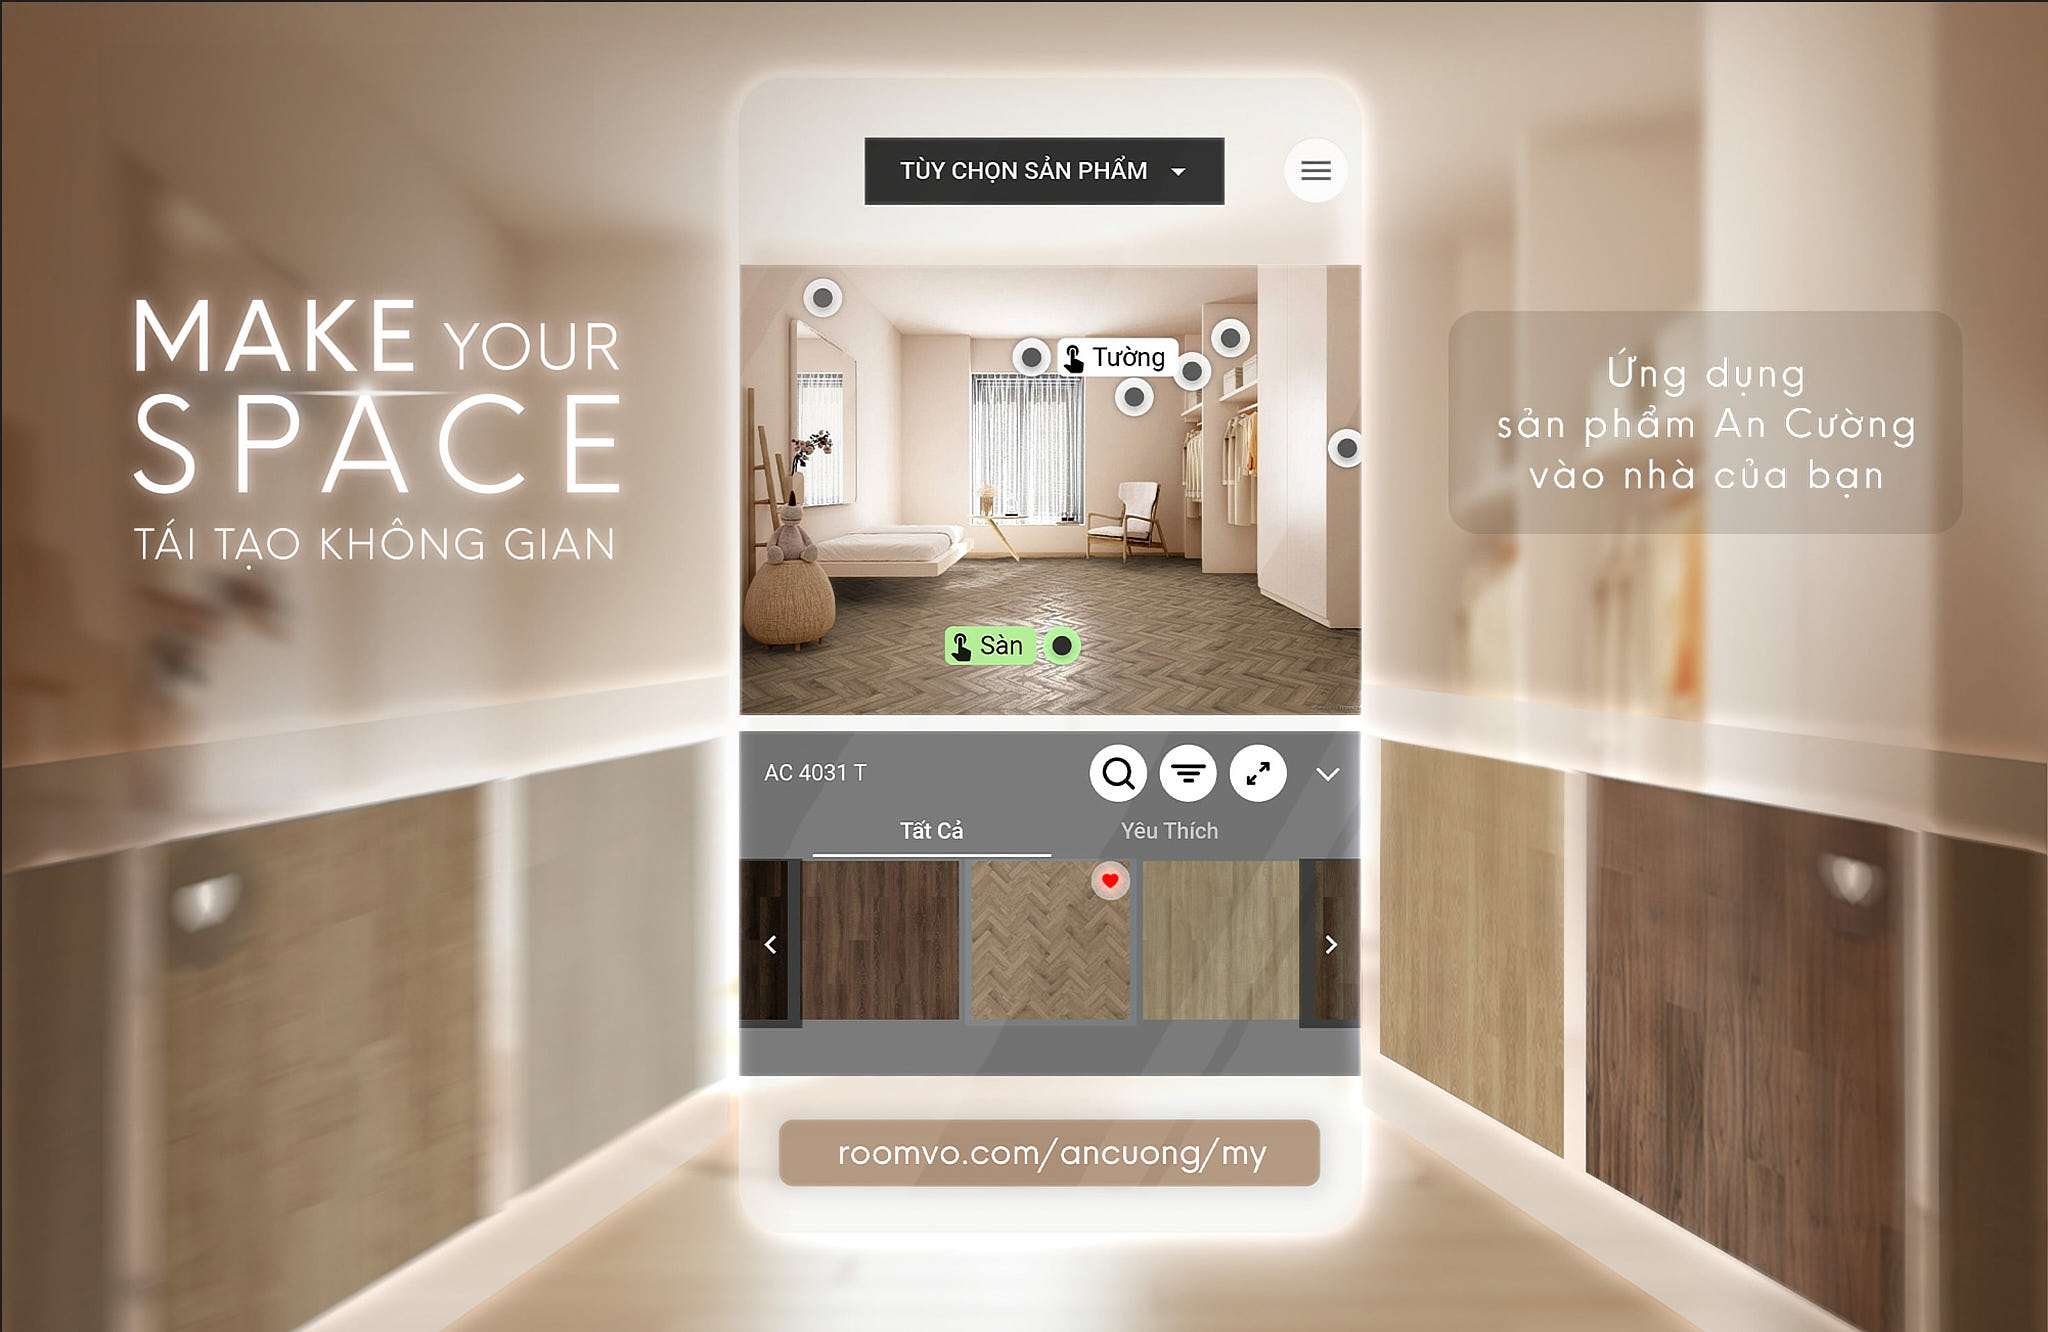 MAKE YOUR
SPACE
TÁI TẠO KHÔNG GIAN
TÙY CHỌN SẢN PHẨM
Tường
Sàn
AC 4031 T
Tất Cả
Yêu Thích
roomvo.com/ancuong/my
Ứng dụng
sản phẩm An Cường
vào nhà của bạn